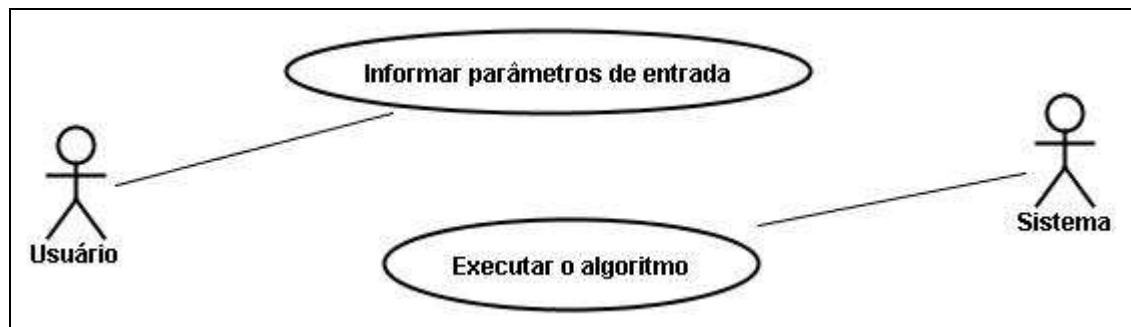 Informar parâmetros de entrada
Usuário
Sistema
Executar o algoritmo